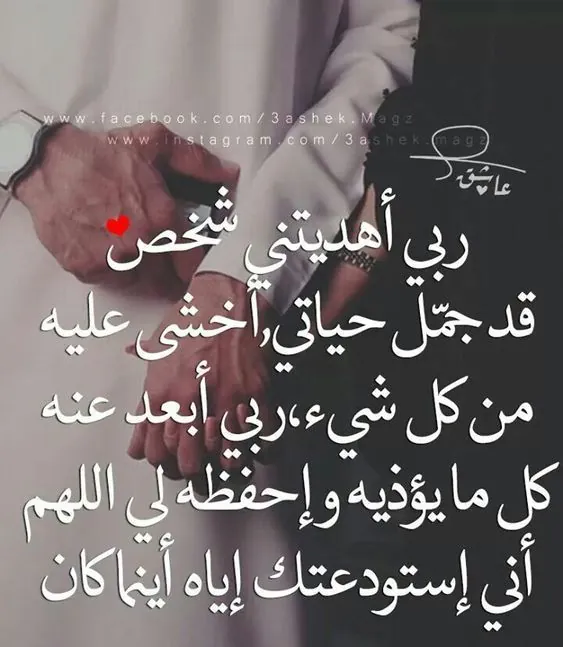 www.facebook.com/3ashek.Magz
www.instagram.com/3ashek.magz
عاشق
ربي أهديتني شخص
قد جمّل حياتي,أخشى عليه
من كل شيء،ربي أبعد عنه
كل ما يؤذيه وإحفظه لي اللهم
أني إستودعتك إياه أينما كان